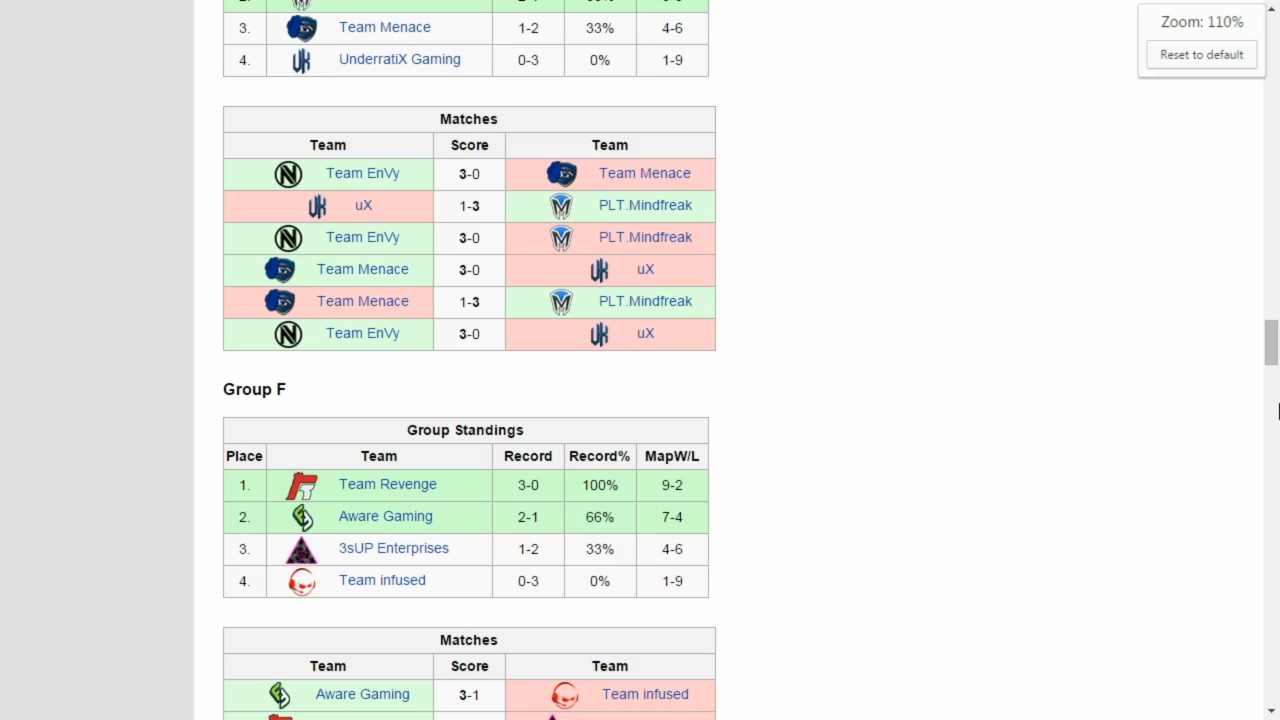 3. Team Menace 1-2 33% 4-6
4. UnderratiX Gaming 0-3 0% 1-9
Zoom: 110%
Reset to default
Matches
Team Score Team
Team EnVy 3-0 Team Menace
uX 1-3 PLT.Mindfreak
Team EnVy 3-0 PLT.Mindfreak
Team Menace 3-0 uX
Team Menace 1-3 PLT.Mindfreak
Team EnVy 3-0 uX
Group F
Group Standings
Place Team Record Record% MapW/L
1. Team Revenge 3-0 100% 9-2
2. Aware Gaming 2-1 66% 7-4
3. 3sUP Enterprises 1-2 33% 4-6
4. Team infused 0-3 0% 1-9
Matches
Team Score Team
Aware Gaming 3-1 Team infused